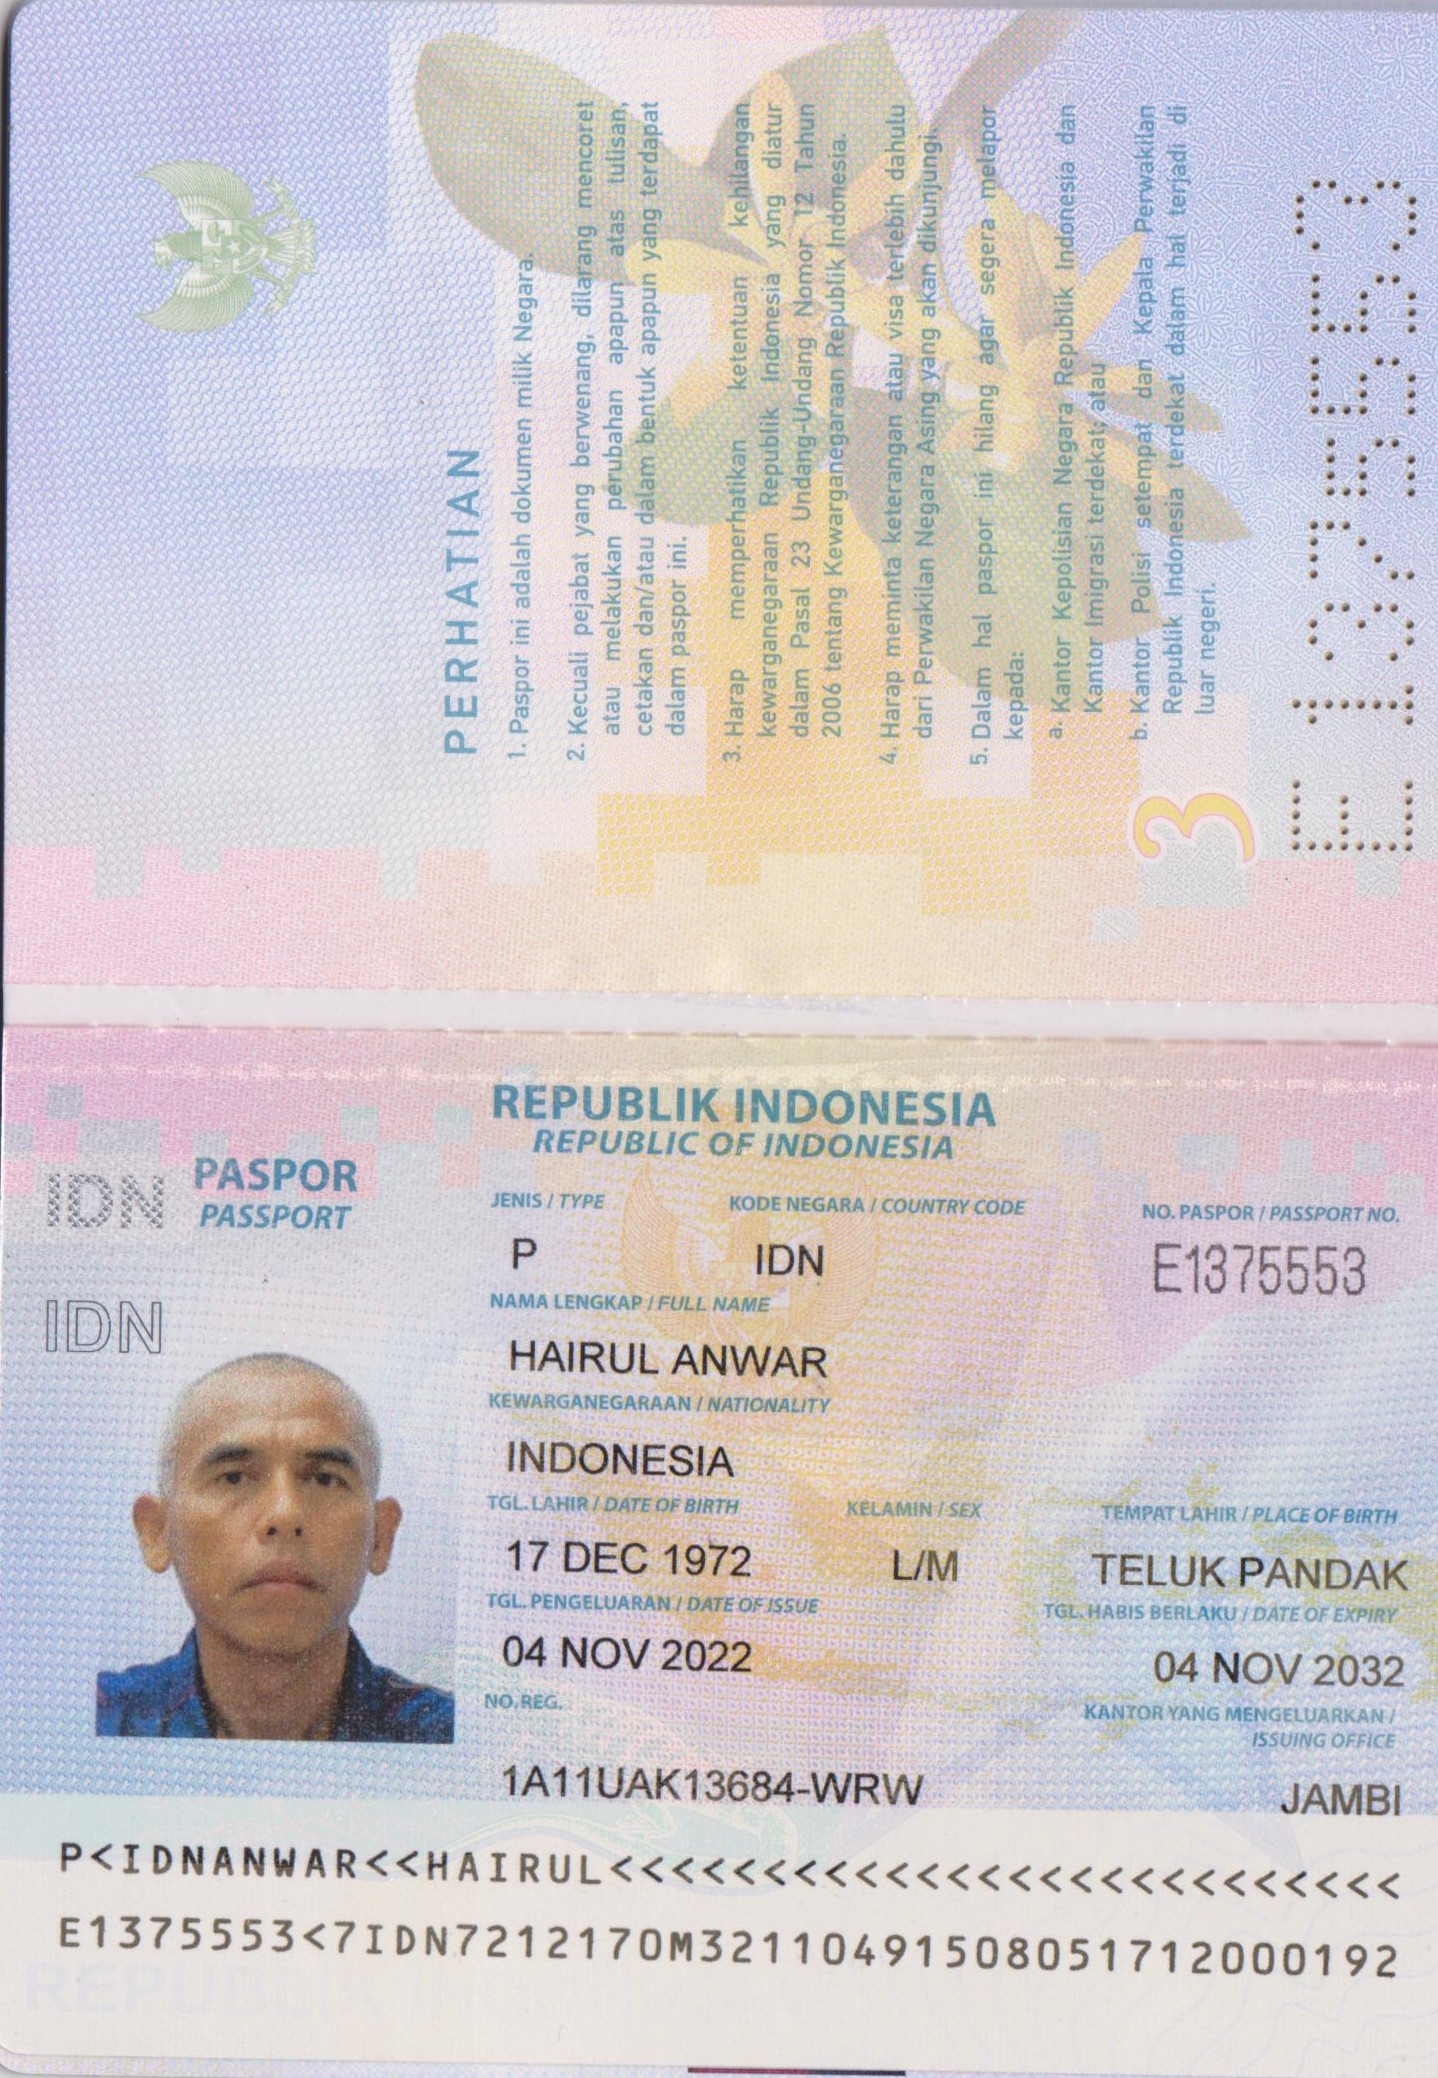 PERHATIAN
1. Paspor ini adalah dokumen milik Negara.
2. Kecuali pejabat yang berwenang, dilarang mencoret
atau melakukan perubahan apapun atas tulisan,
cetakan dan/atau dalam bentuk apapun yang terdapat
dalam paspor ini.
3. Harap memperhatikan ketentuan kehilangan
kewarganegaraan Republik Indonesia yang diatur
dalam Pasal 23 Undang-Undang Nomor 12 Tahun
2006 tentang Kewarganegaraan Republik Indonesia.
4. Harap meminta keterangan atau visa terlebih dahulu
dari Perwakilan Negara Asing yang akan dikunjungi.
5. Dalam hal paspor ini hilang agar segera melapor
kepada:
a. Kantor Kepolisian Negara Republik Indonesia dan
Kantor Imigrasi terdekat; atau
b. Kantor Polisi setempat dan Kepala Perwakilan
Republik Indonesia terdekat dalam hal terjadi di
luar negeri.
3
E1375553
REPUBLIK INDONESIA
REPUBLIC OF INDONESIA
IDN
PASPOR
PASSPORT
IDN
JENIS / TYPE KODE NEGARA / COUNTRY CODE NO. PASPOR / PASSPORT NO.
P IDN E1375553
NAMA LENGKAP / FULL NAME
HAIRUL ANWAR
KEWARGANEGARAAN / NATIONALITY
INDONESIA
TGL. LAHIR / DATE OF BIRTH KELAMIN / SEX TEMPAT LAHIR / PLACE OF BIRTH
17 DEC 1972 L/M TELUK PANDAK
TGL. PENGELUARAN / DATE OF ISSUE TGL. HABIS BERLAKU / DATE OF EXPIRY
04 NOV 2022 04 NOV 2032
NO. REG. KANTOR YANG MENGELUARKAN /
ISSUING OFFICE
1A11UAK13684-WRW JAMBI
P<IDNANWAR<<HAIRUL<<<<<<<<<<<<<<<<<<<<<<<<<<
E1375553<7IDN7212170M3211049150805171200019​2